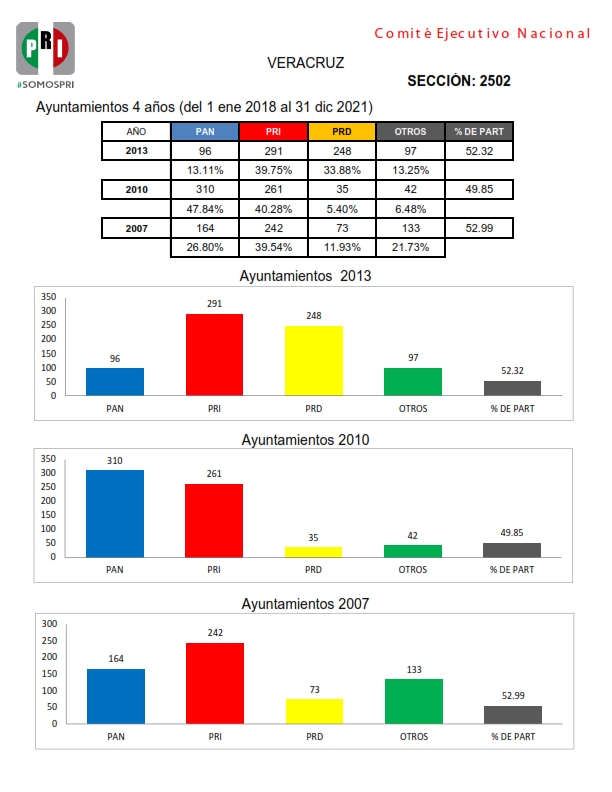 Comité Ejecutivo Nacional
PRI
#SOMOSPRI
VERACRUZ
SECCIÓN: 2502
Ayuntamientos 4 años (del 1 ene 2018 al 31 dic 2021)
AÑO PAN PRI PRD OTROS % DE PART
2013 96 291 248 97 52.32
13.11% 39.75% 33.88% 13.25%
2010 310 261 35 42 49.85
47.84% 40.28% 5.40% 6.48%
2007 164 242 73 133 52.99
26.80% 39.54% 11.93% 21.73%
Ayuntamientos 2013
350
300
250
200
150
100
50
0
96 291 248 97 52.32
PAN PRI PRD OTROS % DE PART
Ayuntamientos 2010
350
300
250
200
150
100
50
0
310 261 35 42 49.85
PAN PRI PRD OTROS % DE PART
Ayuntamientos 2007
300
250
200
150
100
50
0
164 242 73 133 52.99
PAN PRI PRD OTROS % DE PART